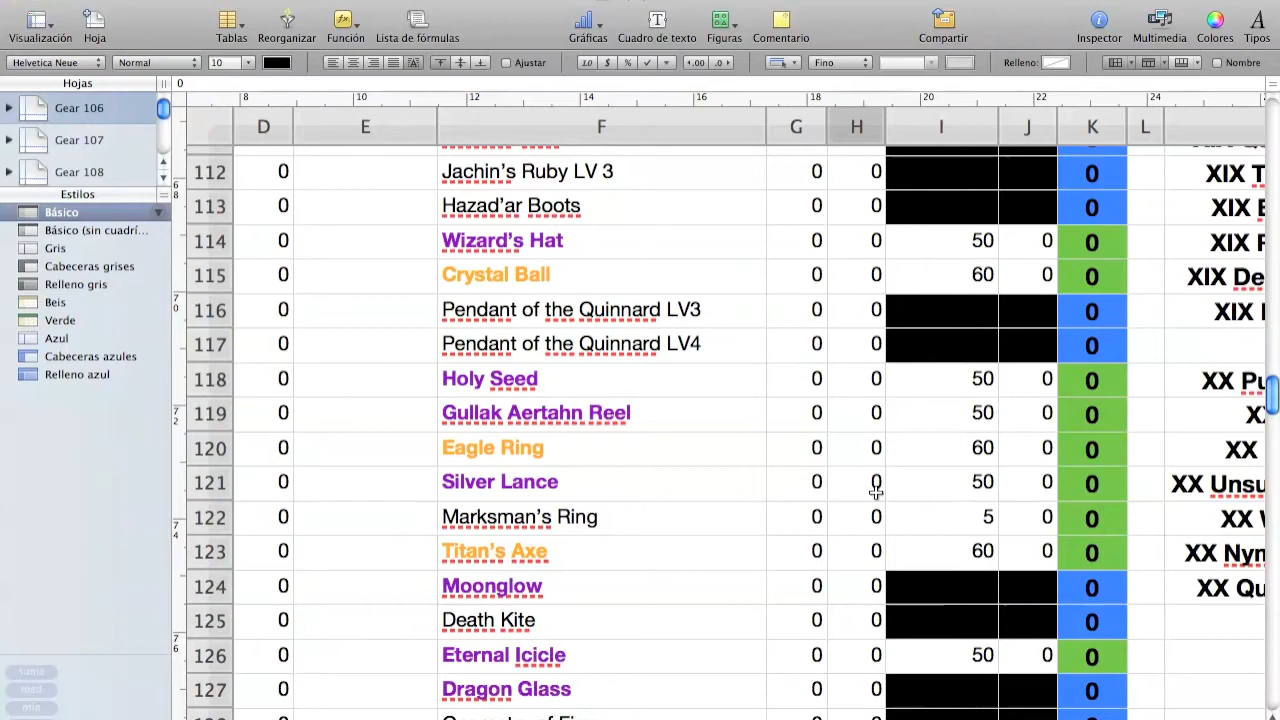 Visualización Hoja Tablas Reorganizar Función Lista de fórmulas Gráficas Cuadro de texto Figuras Comentario Compartir Inspector Multimedia Colores Tipos
Helvetica Neue Normal 10 Ajustar 1.0 $ % ✓ +.00 .0- Fino Relleno: Nombre
Hojas 0
8 10 12 14 16 18 20 22 24
Gear 106
Gear 107
Gear 108
Estilos
Básico
Básico (sin cuadrí...
Gris
Cabeceras grises
Relleno gris
Beis
Verde
Azul
Cabeceras azules
Relleno azul
suma
med
min
D E F G H I J K L
112 0 Jachin's Ruby LV 3 0 0 0 XIX T
113 0 Hazad'ar Boots 0 0 0 XIX E
114 0 Wizard's Hat 0 0 50 0 0 XIX F
115 0 Crystal Ball 0 0 60 0 0 XIX De
116 0 Pendant of the Quinnard LV3 0 0 0 XIX
117 0 Pendant of the Quinnard LV4 0 0 0
118 0 Holy Seed 0 0 50 0 0 XX Pu
119 0 Gullak Aertahn Reel 0 0 50 0 0
120 0 Eagle Ring 0 0 60 0 0 XX
121 0 Silver Lance 0 0 50 0 0 XX Unsu
122 0 Marksman's Ring 0 0 5 0 0 XX
123 0 Titan's Axe 0 0 60 0 0 XX Nyn
124 0 Moonglow 0 0 0 XX Qu
125 0 Death Kite 0 0 0
126 0 Eternal Icicle 0 0 50 0 0
127 0 Dragon Glass 0 0 0